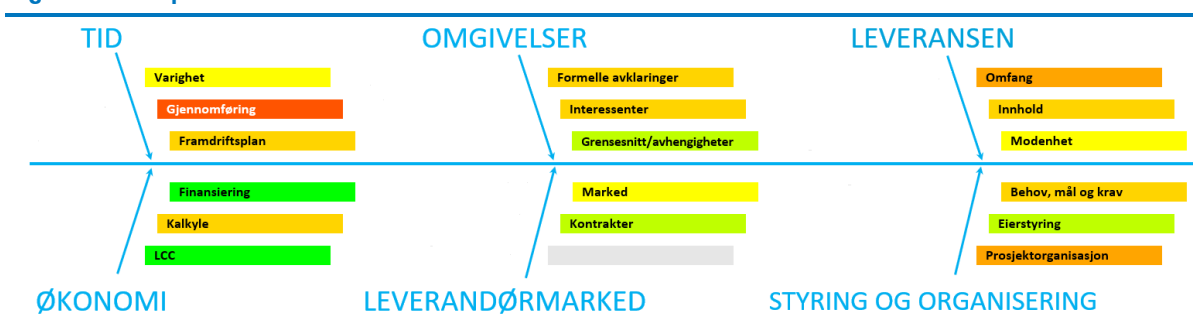 TID
Varighet
Gjennomføring
Framdriftsplan
OMGIVELSER
Formelle avklaringer
Interessenter
Grensesnitt/avhengigheter
LEVERANSEN
Omfang
Innhold
Modenhet
Finansiering
Kalkyle
LCC
ØKONOMI
Marked
Kontrakter
LEVERANDØRMARKED
Behov, mål og krav
Eierstyring
Prosjektorganisasjon
STYRING OG ORGANISERING